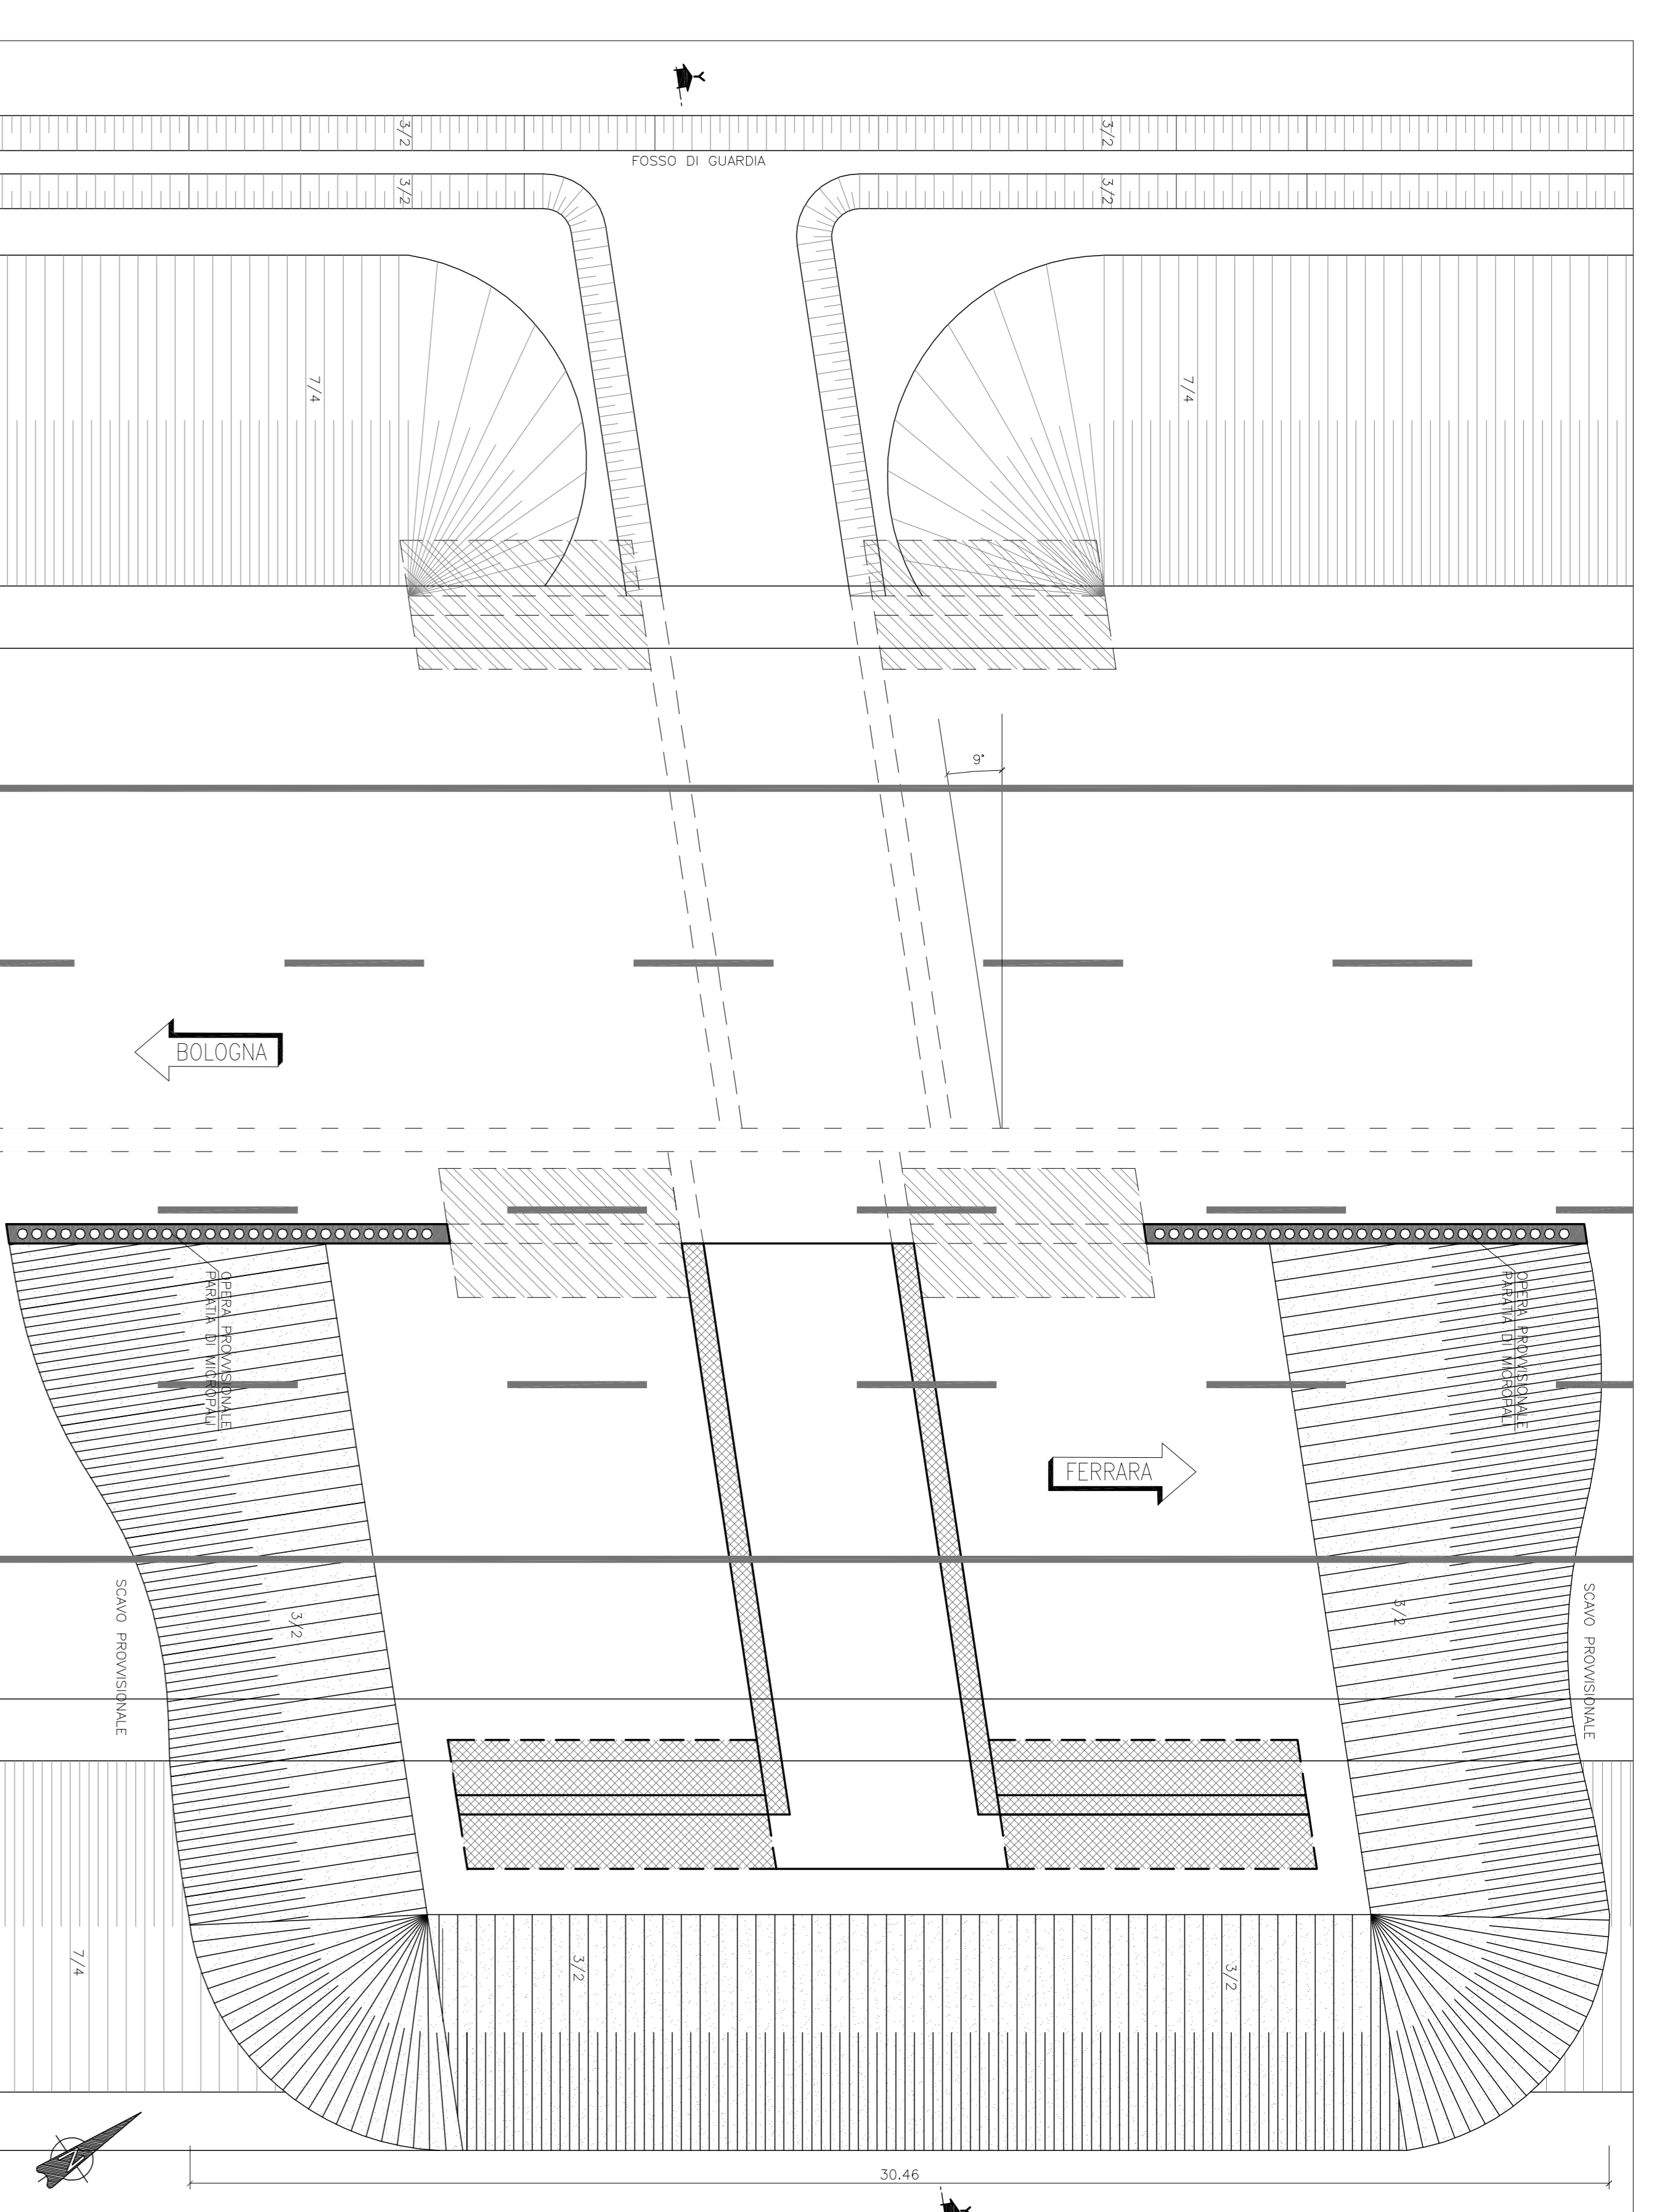 3/2
3/2
FOSSO DI GUARDIA
3/2
3/2
7/4
7/4
9°
BOLOGNA
OPERA PROVVISIONALE
PARATIA DI MICROPALI
OPERA PROVVISIONALE
PARATIA DI MICROPALI
FERRARA
SCAVO PROVVISIONALE
3/2
3/2
SCAVO PROVVISIONALE
7/4
3/2
3/2
N
30.46